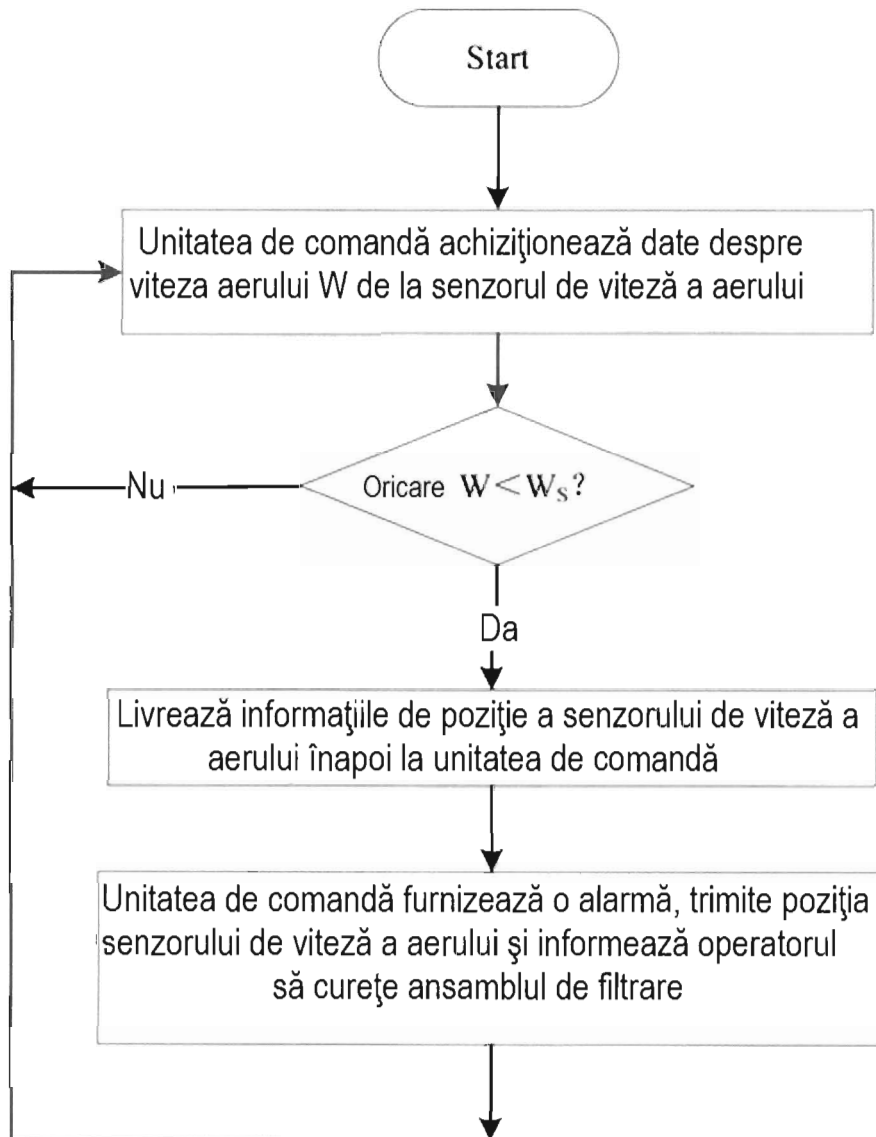 Start
Unitatea de comandă achiziţionează date despre
viteza aerului W de la senzorul de viteză a aerului
Nu
Oricare W<Ws?
Da
Livrează informaţiile de poziţie a senzorului de viteză a
aerului înapoi la unitatea de comandă
Unitatea de comandă furnizează o alarmă, trimite poziţia
senzorului de viteză a aerului şi informează operatorul
să cureţe ansamblul de filtrare